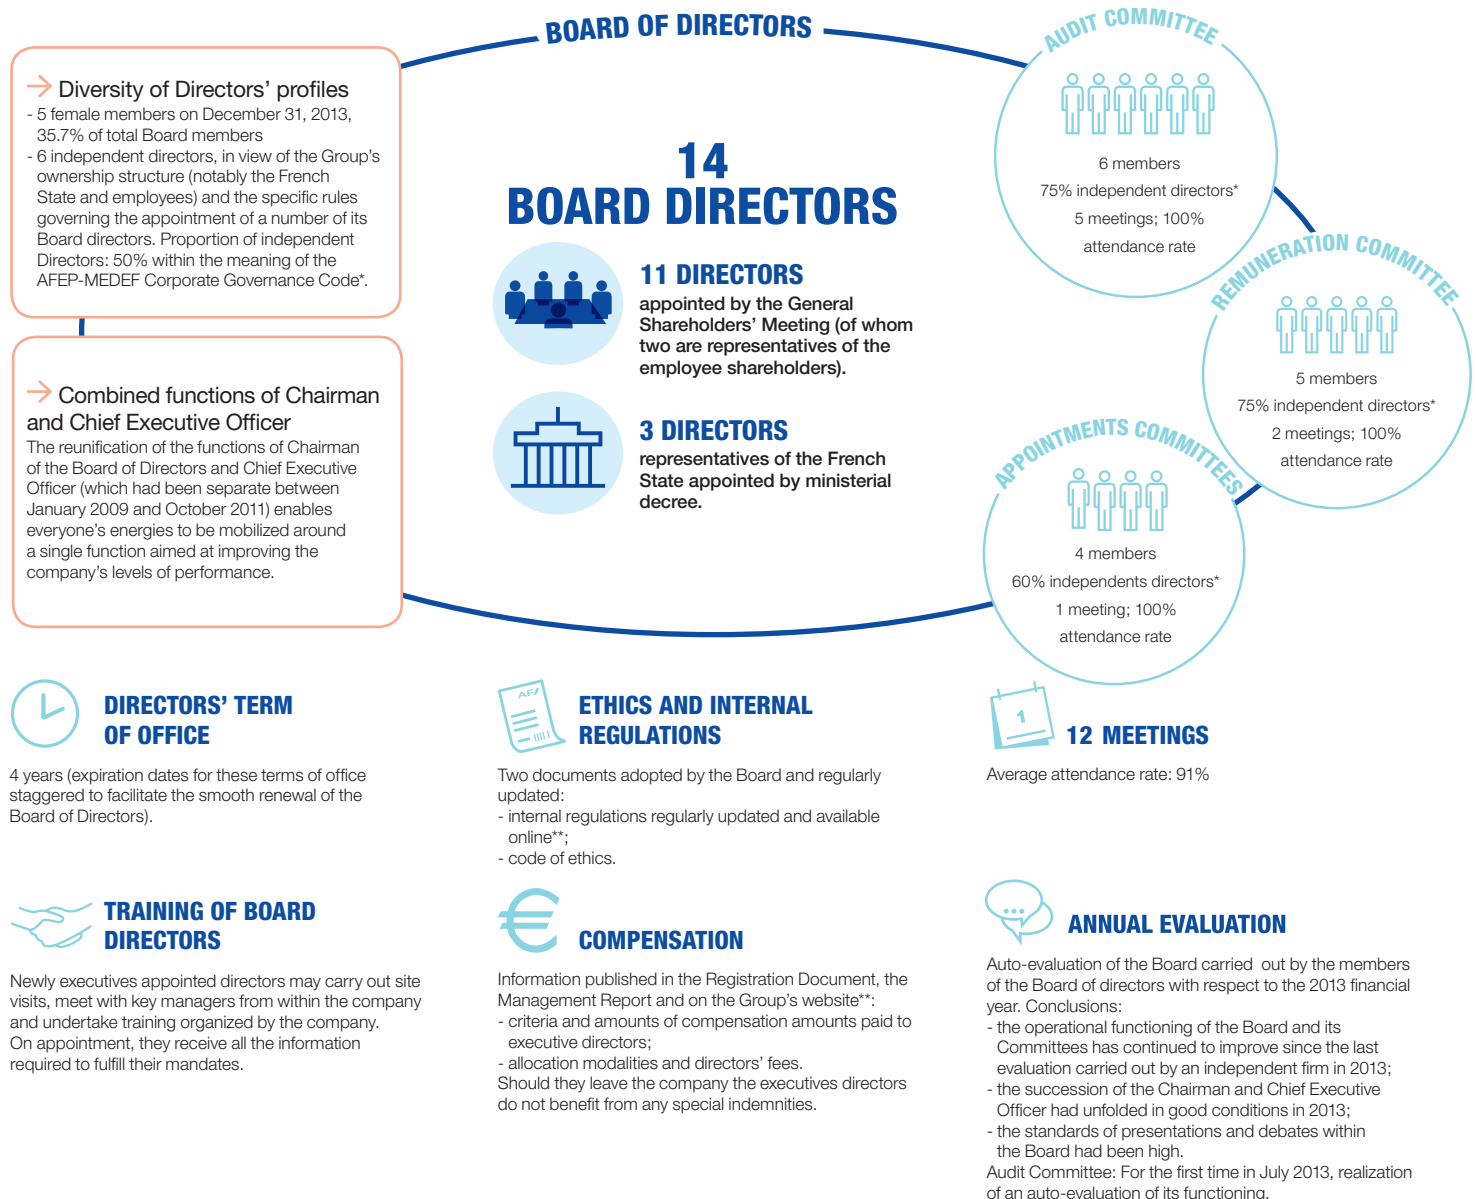 BOARD OF DIRECTORS
→ Diversity of Directors’ profiles
- 5 female members on December 31, 2013,
35.7% of total Board members
- 6 independent directors, in view of the Group’s
ownership structure (notably the French
State and employees) and the specific rules
governing the appointment of a number of its
Board directors. Proportion of independent
Directors: 50% within the meaning of the
AFEP-MEDEF Corporate Governance Code*.
→ Combined functions of Chairman
and Chief Executive Officer
The reunification of the functions of Chairman
of the Board of Directors and Chief Executive
Officer (which had been separate between
January 2009 and October 2011) enables
everyone’s energies to be mobilized around
a single function aimed at improving the
company’s levels of performance.
14
BOARD DIRECTORS
11 DIRECTORS
appointed by the General
Shareholders’ Meeting (of whom
two are representatives of the
employee shareholders).
3 DIRECTORS
representatives of the French
State appointed by ministerial
decree.
AUDIT COMMITTEE
6 members
75% independent directors*
5 meetings; 100%
attendance rate
REMUNERATION COMMITTEE
5 members
75% independent directors*
2 meetings; 100%
attendance rate
APPOINTMENTS COMMITTEES
4 members
60% independents directors*
1 meeting; 100%
attendance rate
DIRECTORS’ TERM
OF OFFICE
4 years (expiration dates for these terms of office
staggered to facilitate the smooth renewal of the
Board of Directors).
AF/
ETHICS AND INTERNAL
REGULATIONS
Two documents adopted by the Board and regularly
updated:
- internal regulations regularly updated and available
online**;
- code of ethics.
1
12 MEETINGS
Average attendance rate: 91%
TRAINING OF BOARD
DIRECTORS
Newly executives appointed directors may carry out site
visits, meet with key managers from within the company
and undertake training organized by the company.
On appointment, they receive all the information
required to fulfill their mandates.
€
COMPENSATION
Information published in the Registration Document, the
Management Report and on the Group’s website**:
- criteria and amounts of compensation amounts paid to
executive directors;
- allocation modalities and directors’ fees.
Should they leave the company the executives directors
do not benefit from any special indemnities.
ANNUAL EVALUATION
Auto-evaluation of the Board carried out by the members
of the Board of directors with respect to the 2013 financial
year. Conclusions:
- the operational functioning of the Board and its
Committees has continued to improve since the last
evaluation carried out by an independent firm in 2013;
- the succession of the Chairman and Chief Executive
Officer had unfolded in good conditions in 2013;
- the standards of presentations and debates within
the Board had been high.
Audit Committee: For the first time in July 2013, realization
of an auto-evaluation of its functioning.